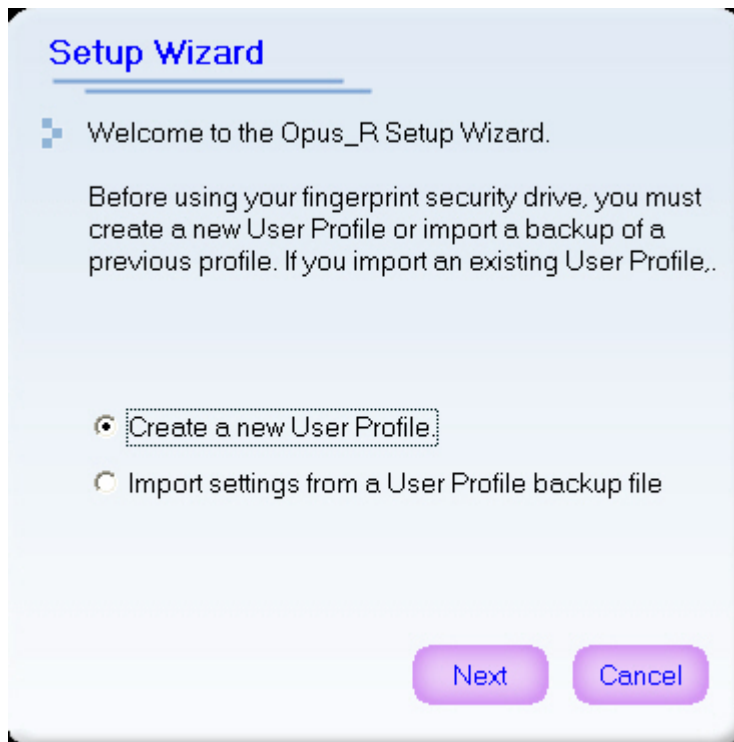 Setup Wizard
Welcome to the Opus_R Setup Wizard.
Before using your fingerprint security drive, you must
create a new User Profile or import a backup of a
previous profile. If you import an existing User Profile,.
Create a new User Profile.
Import settings from a User Profile backup file
Next Cancel